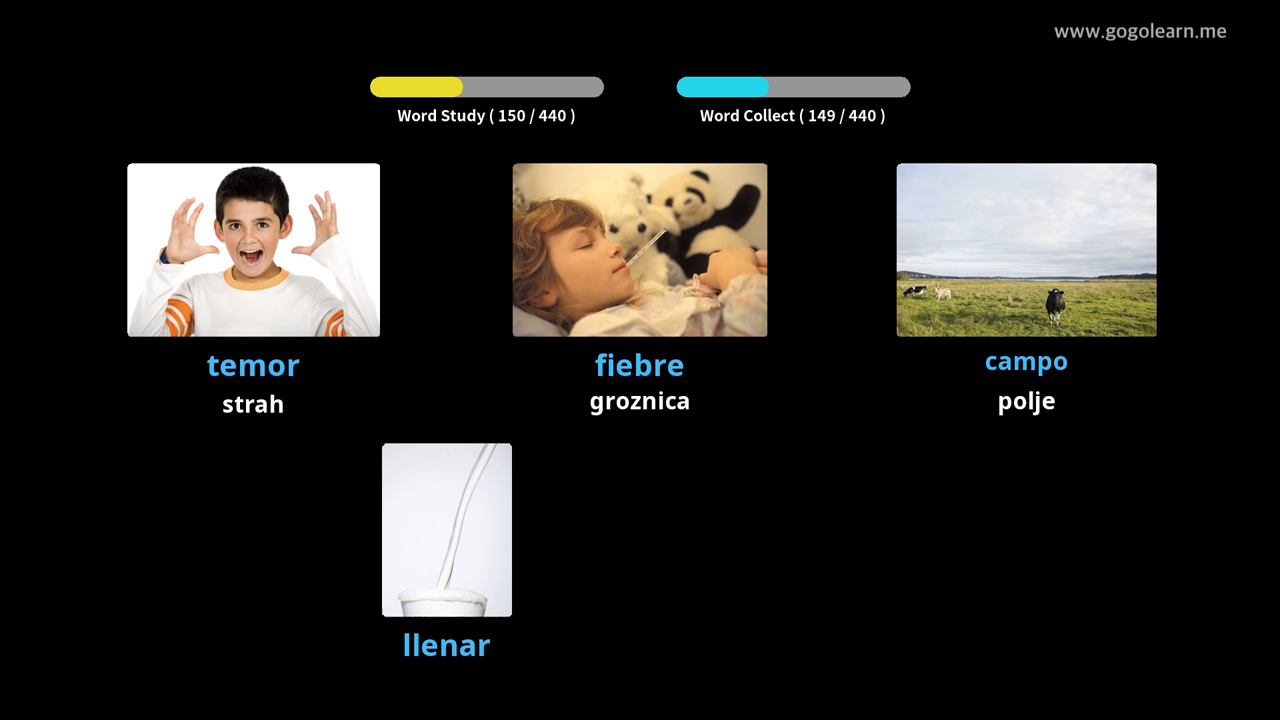 www.gogolearn.me
Word Study ( 150 / 440 )
Word Collect ( 149 / 440 )
temor
strah
fiebre
groznica
campo
polje
llenar